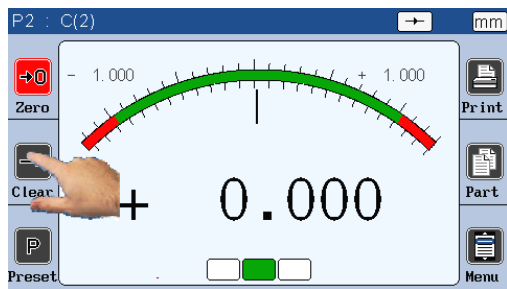 P2 : C(2) mm
→0 - 1.000 + 1.000
Zero Print
+ 0.000
Clear Part
P
Preset Menu